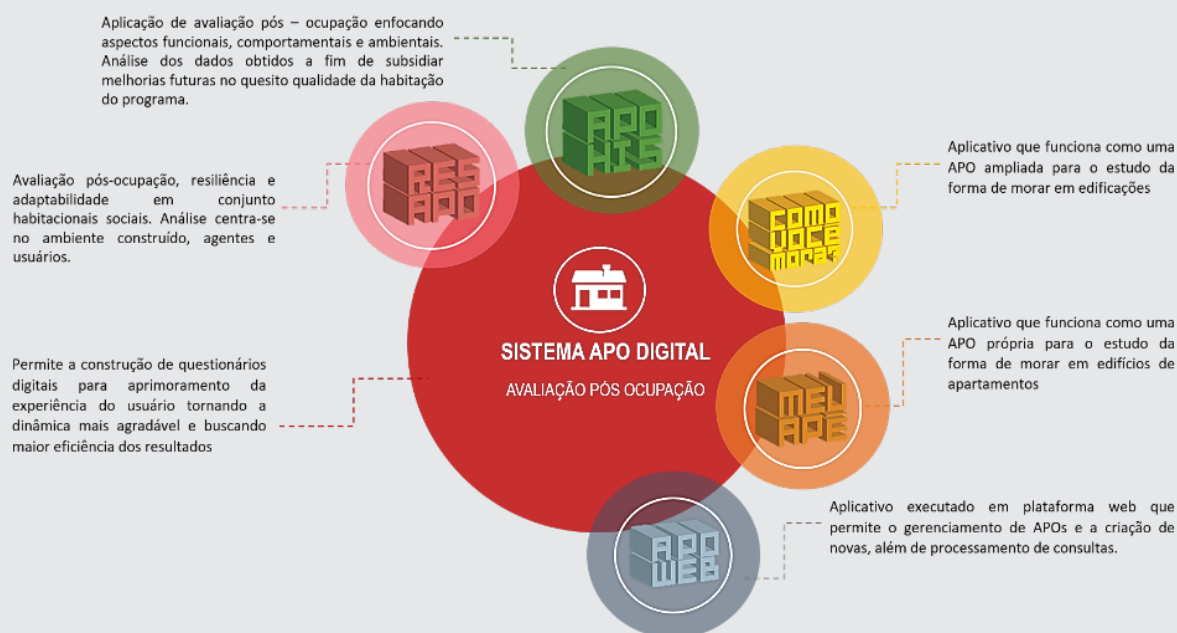 Aplicação de avaliação pós – ocupação enfocando
aspectos funcionais, comportamentais e ambientais.
Análise dos dados obtidos a fim de subsidiar
melhorias futuras no quesito qualidade da habitação
do programa.
APO
HIS
RES
APO
Avaliação pós-ocupação, resiliência e
adaptabilidade em conjunto
habitacionais sociais. Análise centra-se
no ambiente construído, agentes e
usuários.
Aplicativo que funciona como uma
APO ampliada para o estudo da
forma de morar em edificações
COMO
VOCÊ
mora?
SISTEMA APO DIGITAL
AVALIAÇÃO PÓS OCUPAÇÃO
Permite a construção de questionários
digitais para aprimoramento da
experiência do usuário tornando a
dinâmica mais agradável e buscando
maior eficiência dos resultados
Aplicativo que funciona como uma
APO própria para o estudo da
forma de morar em edifícios de
apartamentos
MEU
APÊ
Aplicativo executado em plataforma web que
permite o gerenciamento de APOs e a criação de
novas, além de processamento de consultas.
APO
WEB